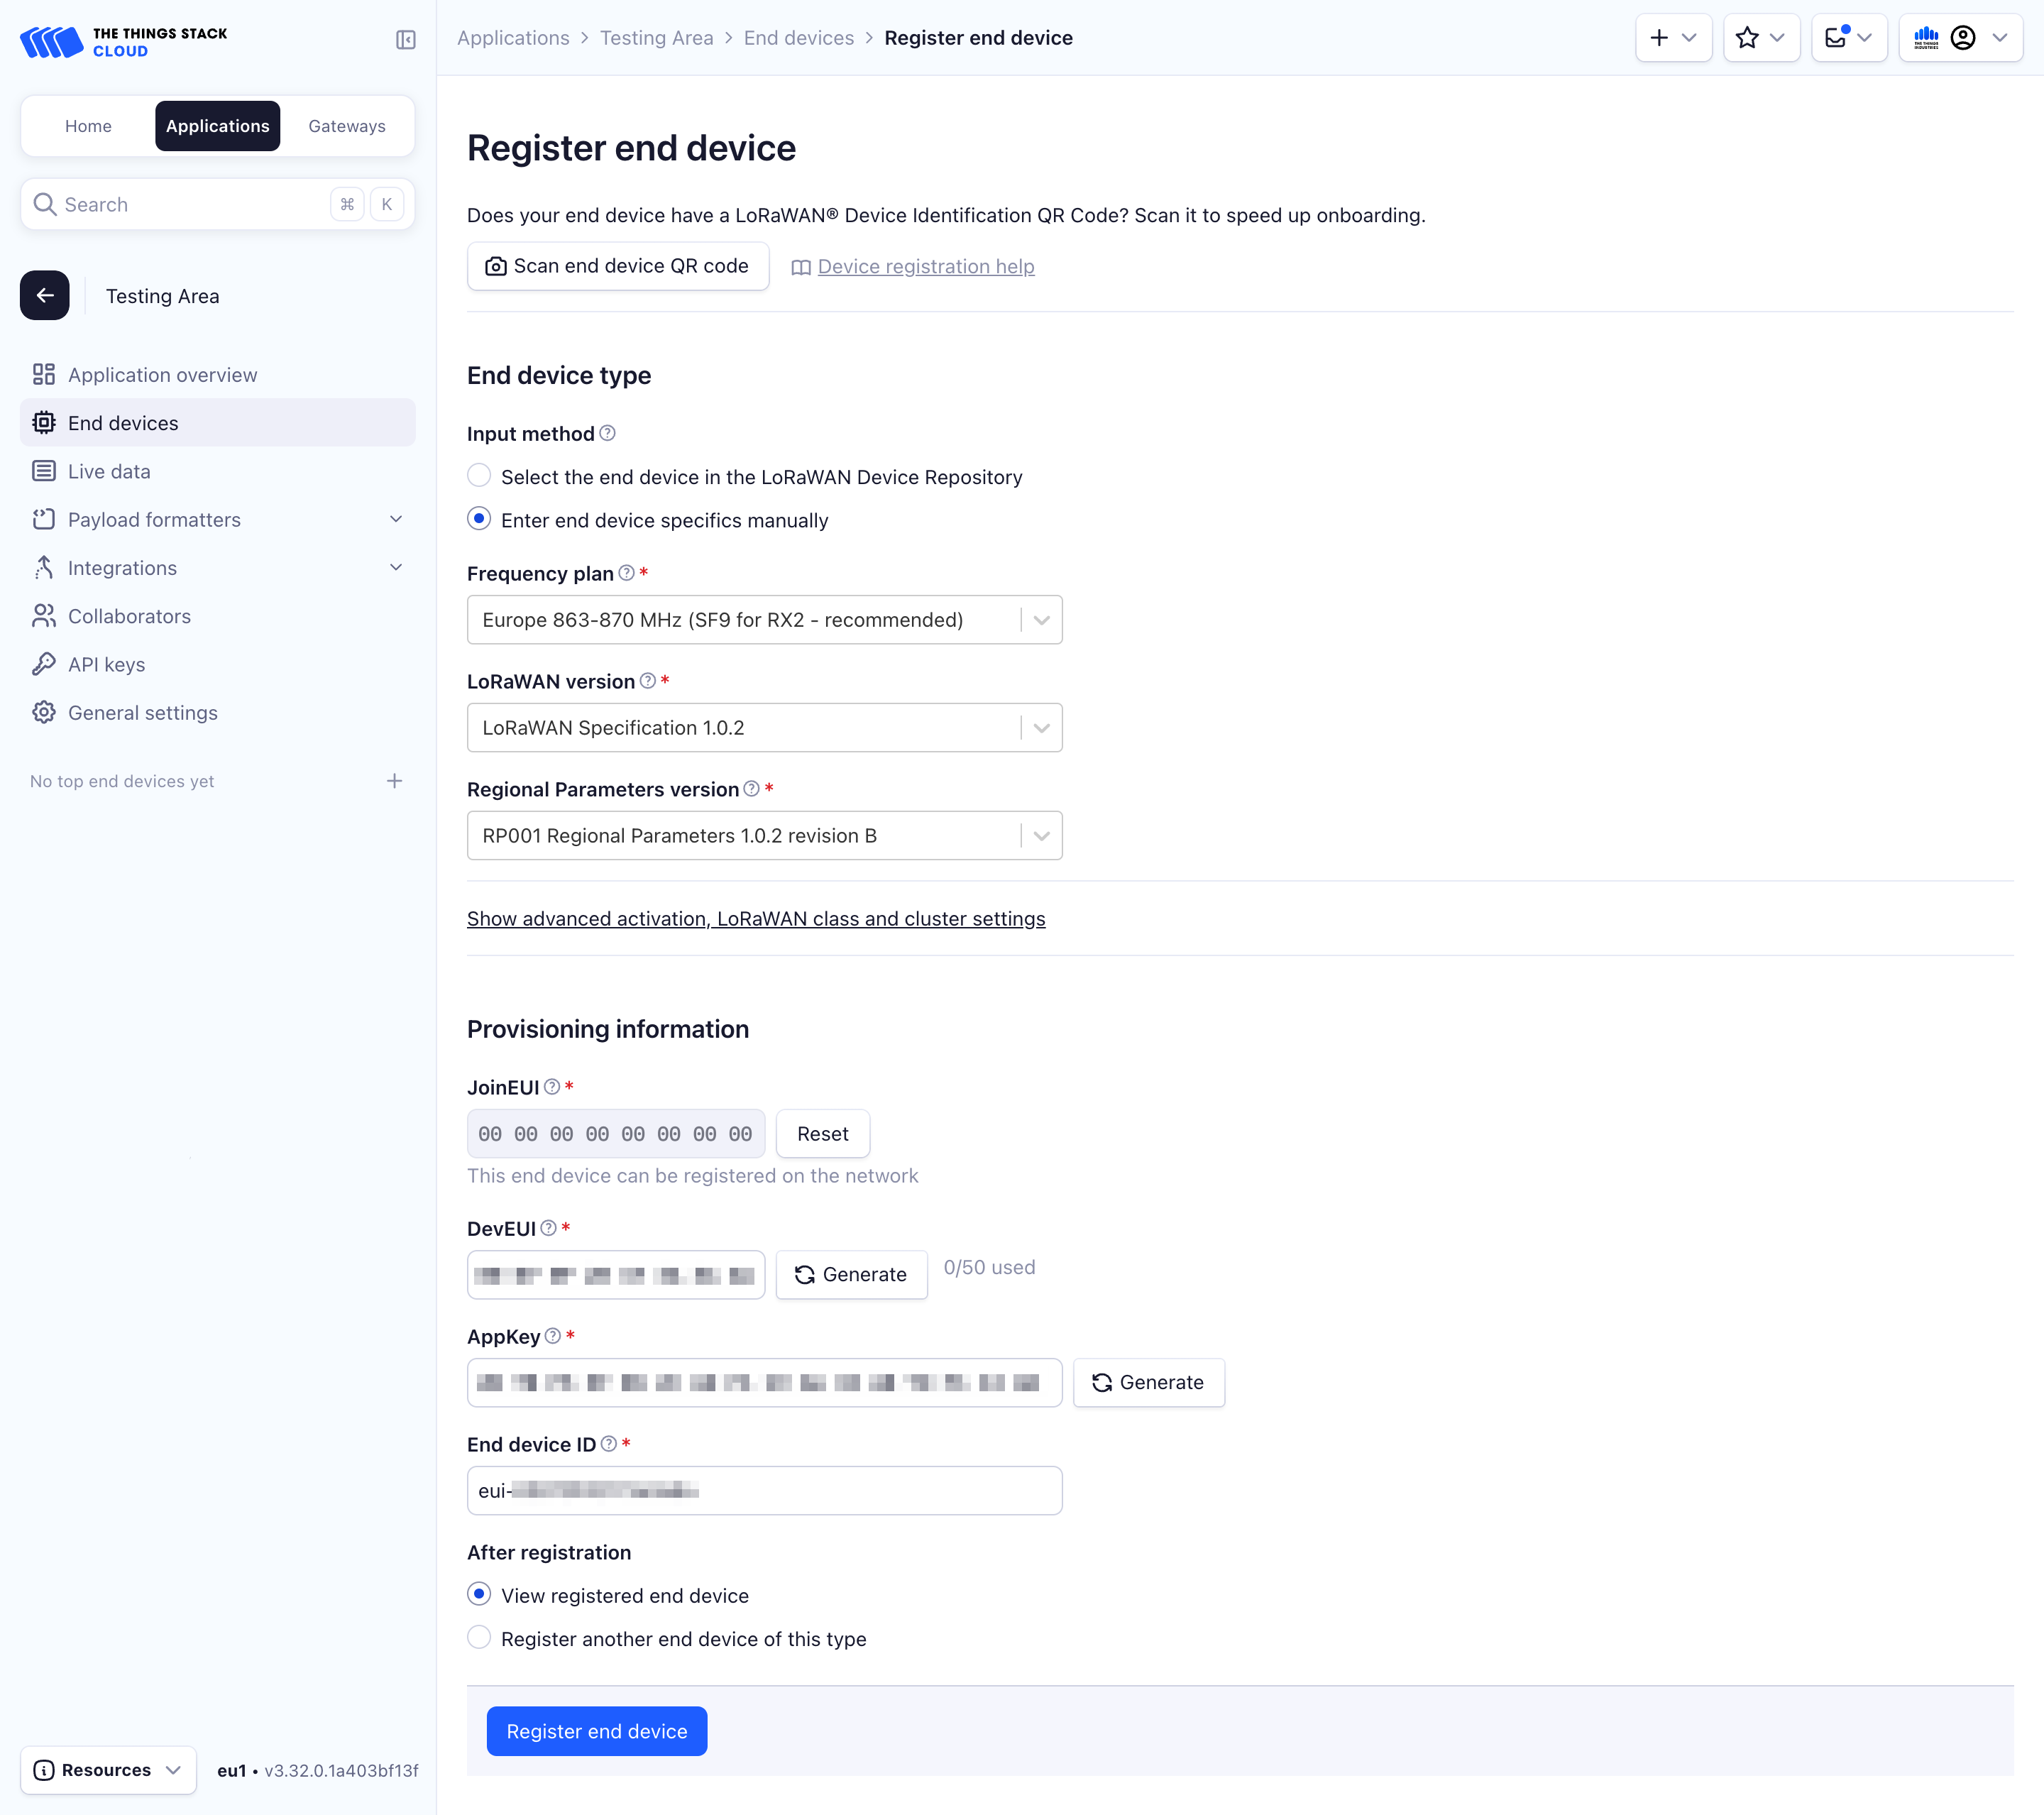 THE THINGS STACK
CLOUD
Applications > Testing Area > End devices > Register end device
THE THINGS INDUSTRIES
Home
Applications
Gateways
Search
⌘ K
Testing Area
Application overview
End devices
Live data
Payload formatters
Integrations
Collaborators
API keys
General settings
No top end devices yet
Resources
eu1 • v3.32.0.1a403bf13f
Register end device
Does your end device have a LoRaWAN® Device Identification QR Code? Scan it to speed up onboarding.
Scan end device QR code
Device registration help
End device type
Input method
Select the end device in the LoRaWAN Device Repository
Enter end device specifics manually
Frequency plan *
Europe 863-870 MHz (SF9 for RX2 - recommended)
LoRaWAN version *
LoRaWAN Specification 1.0.2
Regional Parameters version *
RP001 Regional Parameters 1.0.2 revision B
Show advanced activation, LoRaWAN class and cluster settings
Provisioning information
JoinEUI *
00 00 00 00 00 00 00 00
Reset
This end device can be registered on the network
DevEUI *
Generate
0/50 used
AppKey *
Generate
End device ID *
eui-
After registration
View registered end device
Register another end device of this type
Register end device